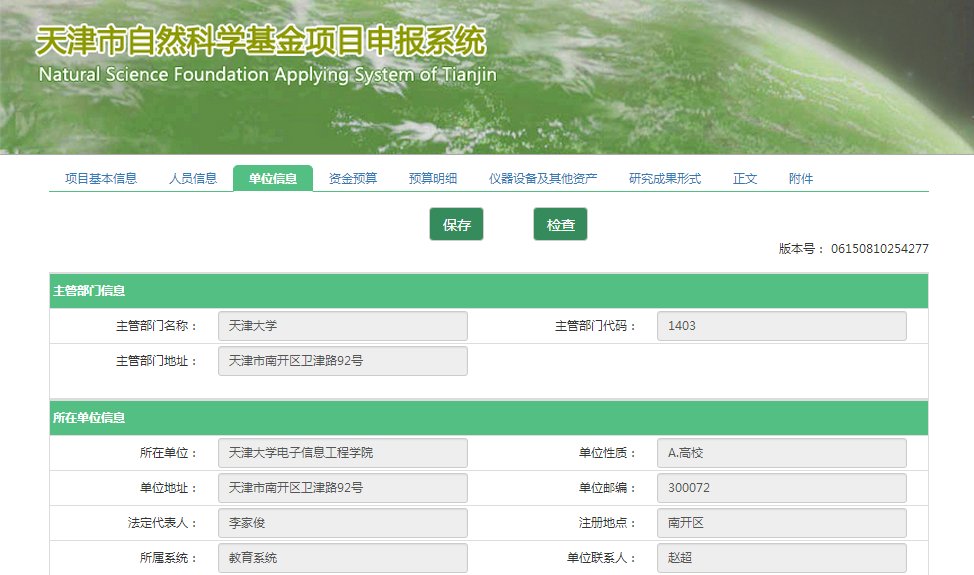 天津市自然科学基金项目申报系统
Natural Science Foundation Applying System of Tianjin
项目基本信息 人员信息 单位信息 资金预算 预算明细 仪器设备及其他资产 研究成果形式 正文 附件
保存 检查
版本号： 06150810254277
主管部门信息
主管部门名称： 天津大学 主管部门代码： 1403
主管部门地址： 天津市南开区卫津路92号
所在单位信息
所在单位： 天津大学电子信息工程学院 单位性质： A.高校
单位地址： 天津市南开区卫津路92号 单位邮编： 300072
法定代表人： 李家俊 注册地点： 南开区
所属系统： 教育系统 单位联系人： 赵超